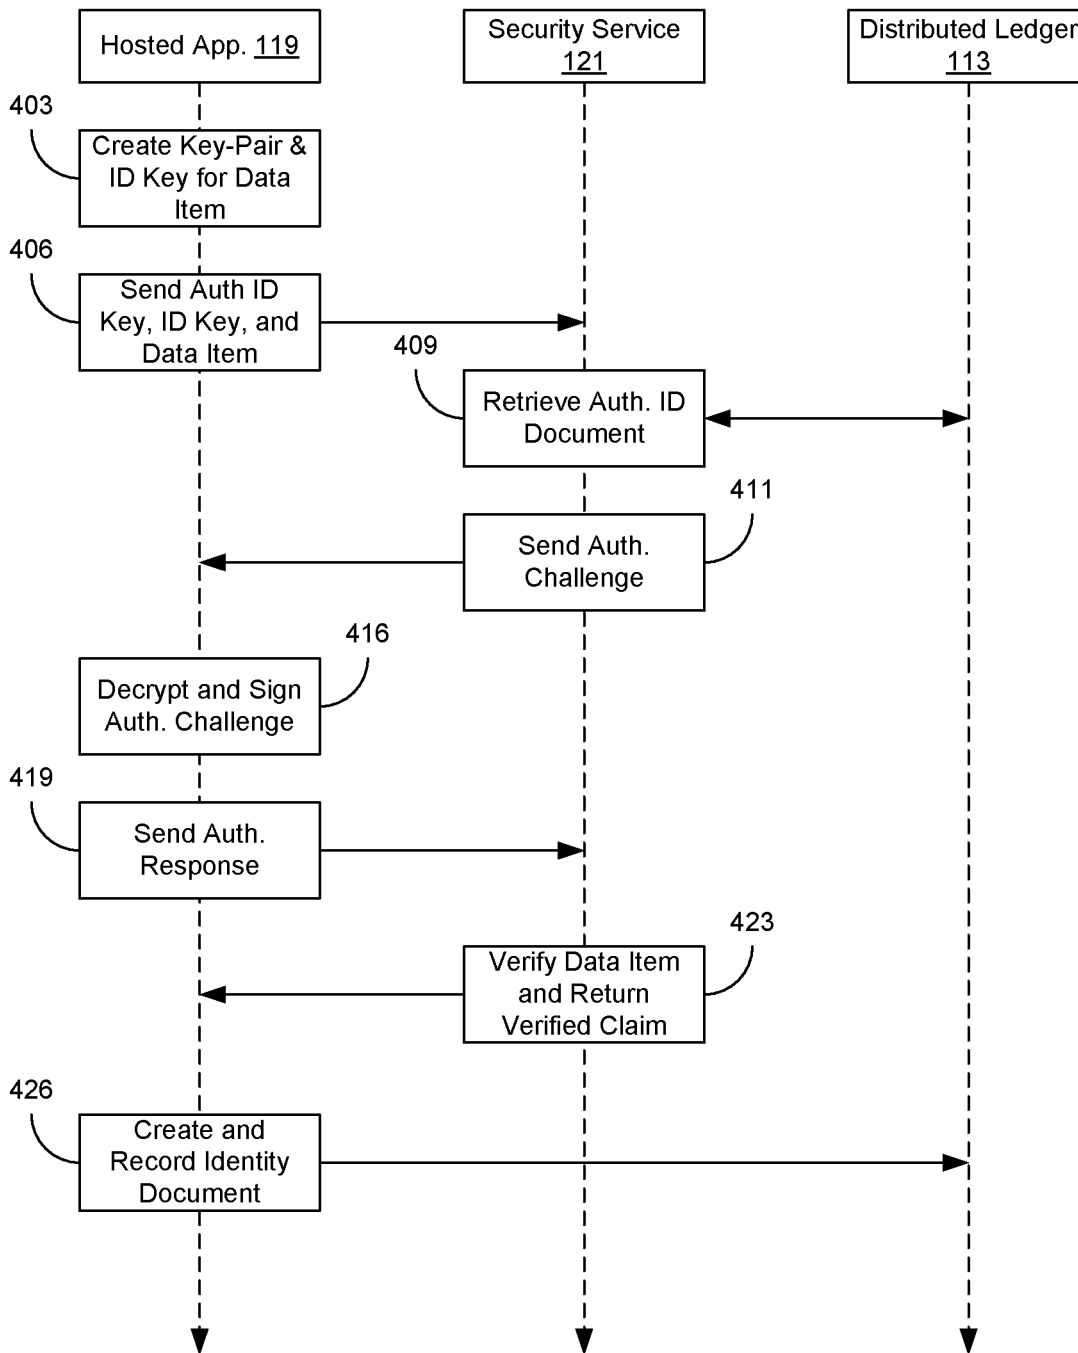 Hosted App. 119
Security Service
121
Distributed Ledger
113
403
Create Key-Pair &
ID Key for Data
Item
406
Send Auth ID
Key, ID Key, and
Data Item
409
Retrieve Auth. ID
Document
411
Send Auth.
Challenge
416
Decrypt and Sign
Auth. Challenge
419
Send Auth.
Response
423
Verify Data Item
and Return
Verified Claim
426
Create and
Record Identity
Document